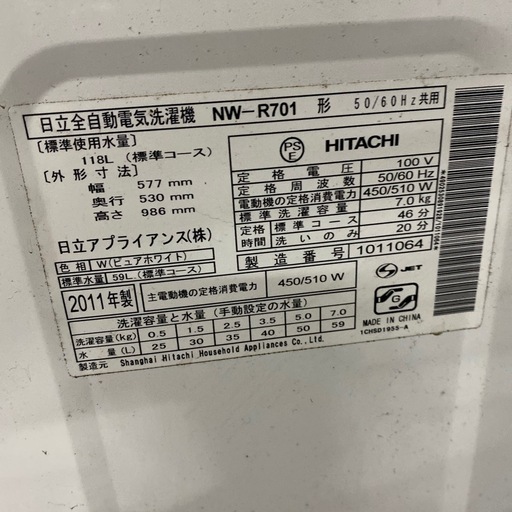 日立全自動電気洗濯機 NW-R701 形 50/60Hz共用
〔標準使用水量〕
118L (標準コース)
〔外形寸法〕
幅 577 mm
奥行 530 mm
高さ 986 mm
日立アプライアンス(株)
色相 W(ピュアホワイト)
標準水量 59L (標準コース)
PS E HITACHI
定格電圧 100 V
定格周波数 50/60 Hz
電動機の定格消費電力 450/510 W
標準洗濯容量 7.0 kg
定格時間 標準コース 46分
洗いのみ 20分
製造番号 1011064
2011年製 主電動機の定格消費電力 450/510 W
洗濯容量と水量 (手動設定の水量)
洗濯容量(kg) 0.5 1.5 2.5 3.5 5.0 7.0
水量(L) 25 30 35 40 50 59
製造元 Shanghai Hitachi Household Appliances Co., Ltd.
S JET
G
MADE IN CHINA
1CHSD1955-A